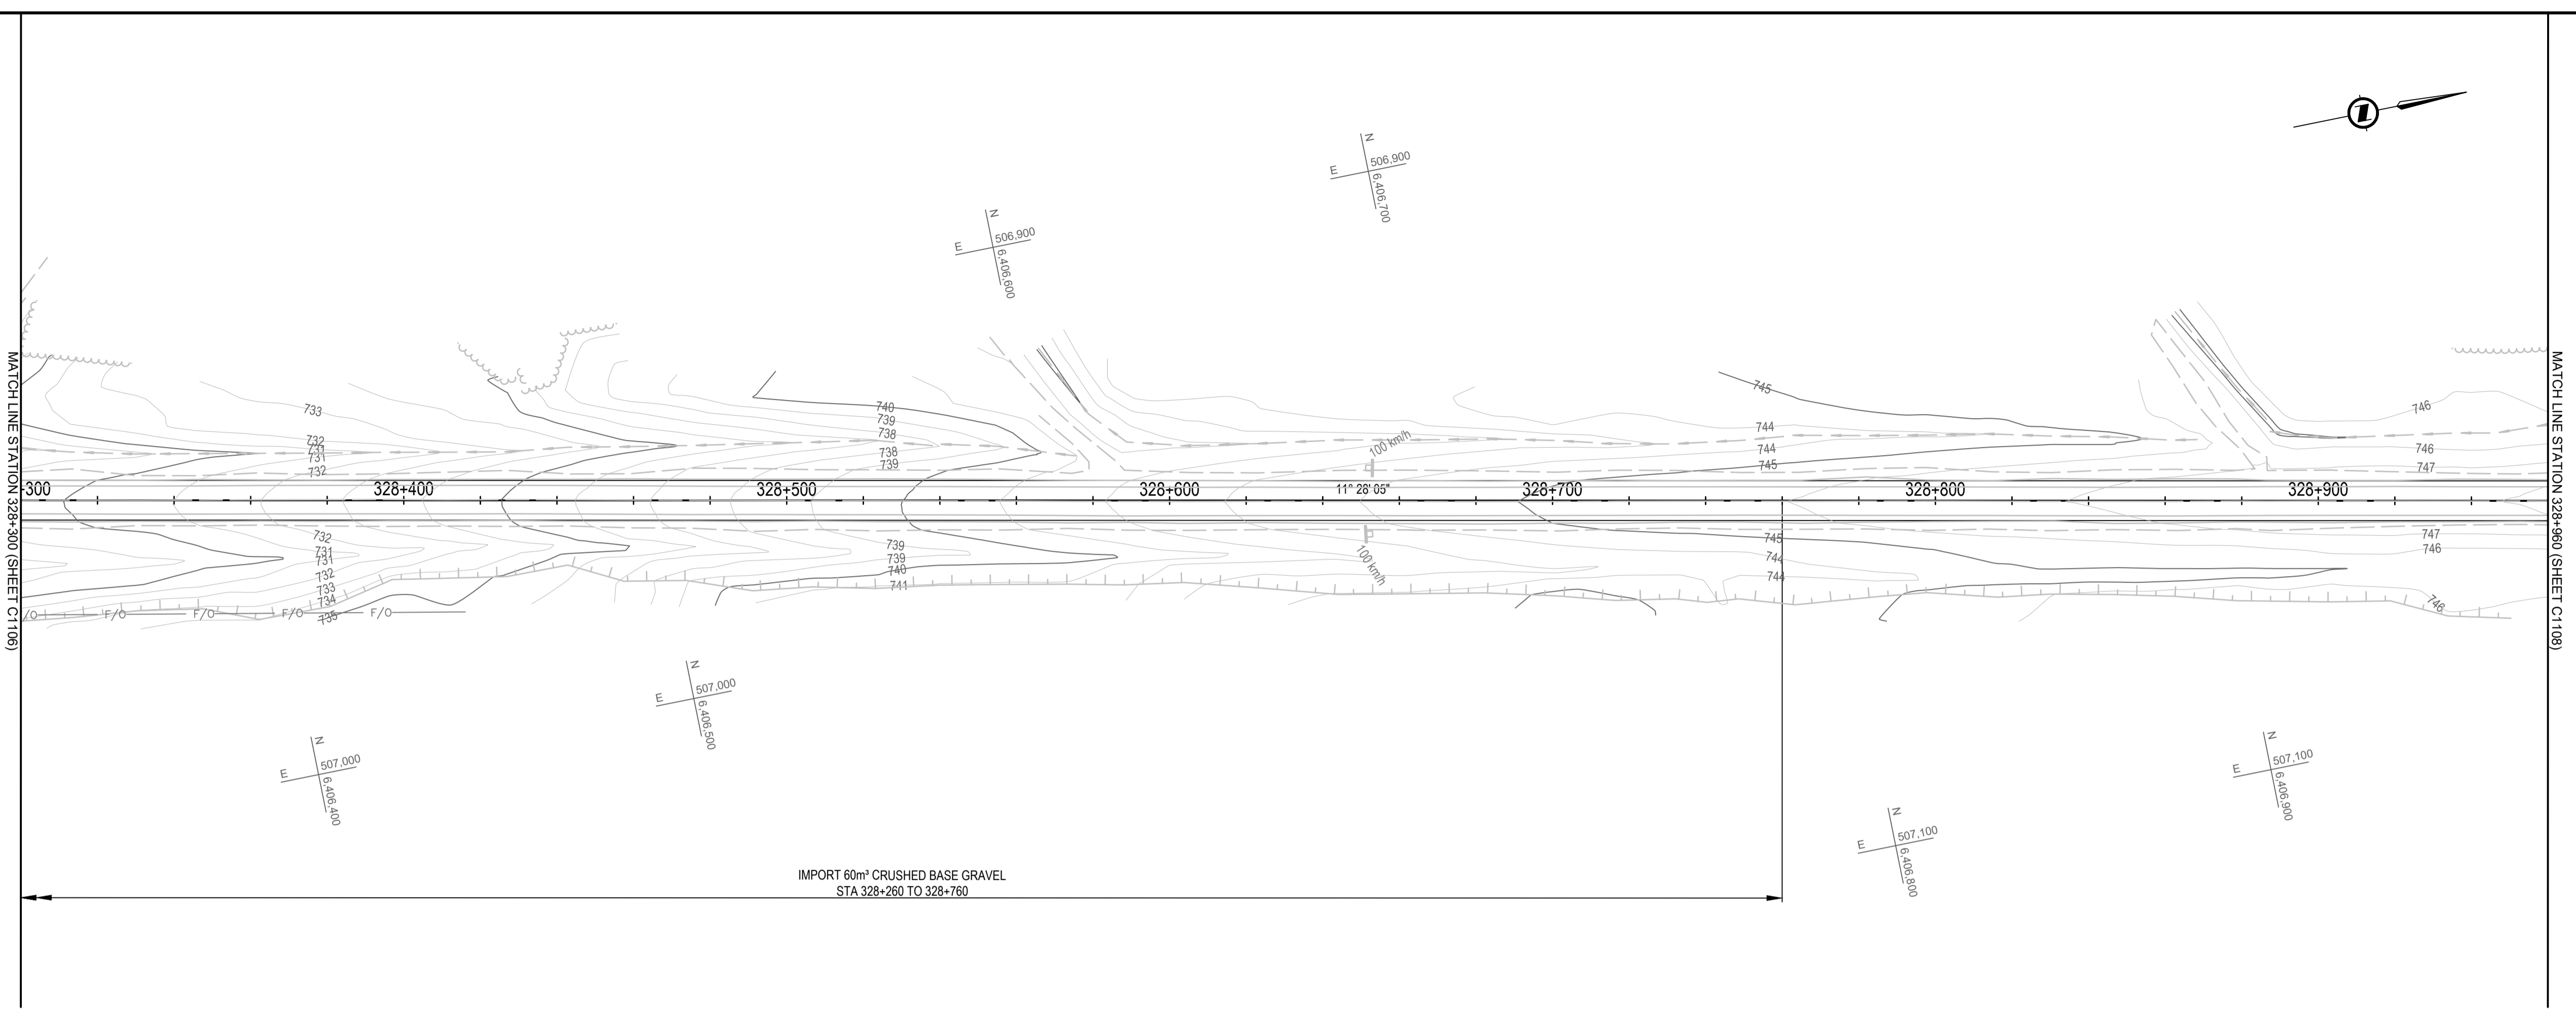 N
506,900
E
6,406,700
N
506,900
E
6,406,600
MATCH LINE STATION 328+300 (SHEET C1106)
MATCH LINE STATION 328+960 (SHEET C1108)
733
732
731
731
732
740
739
738
738
739
100 km/h
745
744
744
745
746
746
747
-300
328+400
328+500
328+600
11° 28' 05"
328+700
328+800
328+900
732
731
731
732
733
734
735
739
739
740
741
100 km/h
745
744
744
747
746
746
/O
F/O
F/O
F/O
F/O
N
507,000
E
6,406,500
N
507,000
E
6,406,400
N
507,100
E
6,406,900
N
507,100
E
6,406,800
IMPORT 60m³ CRUSHED BASE GRAVEL
STA 328+260 TO 328+760